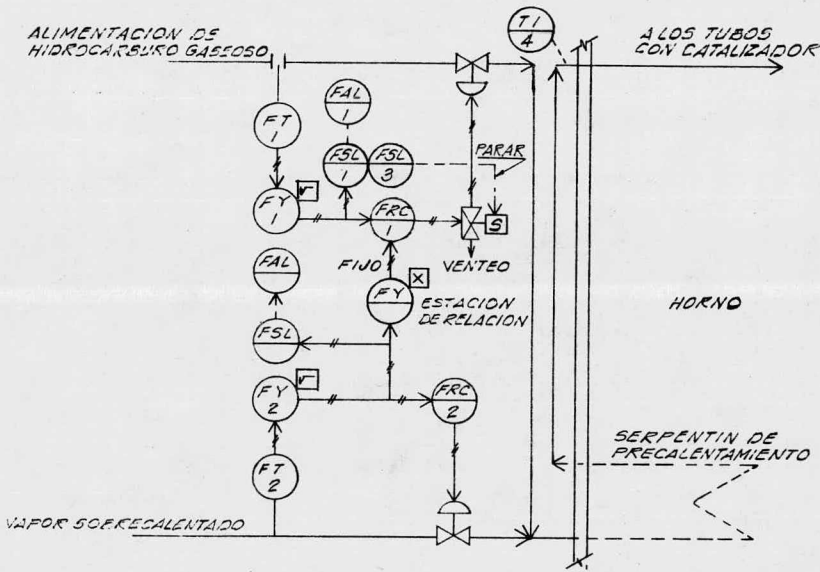 ALIMENTACION DE
HIDROCARBURO GASEOSO
TI
4
A LOS TUBOS
CON CATALIZADOR
FAL
1
FT
1
FSL
1
FSL
3
PARAR
√
FY
1
FRC
1
S
FIJO
VENTEO
FAL
X
FY
ESTACION
DE RELACION
HORNO
FSL
√
FY
2
FRC
2
SERPENTIN DE
PRECALENTAMIENTO
FT
2
VAPOR SOBRECALENTADO